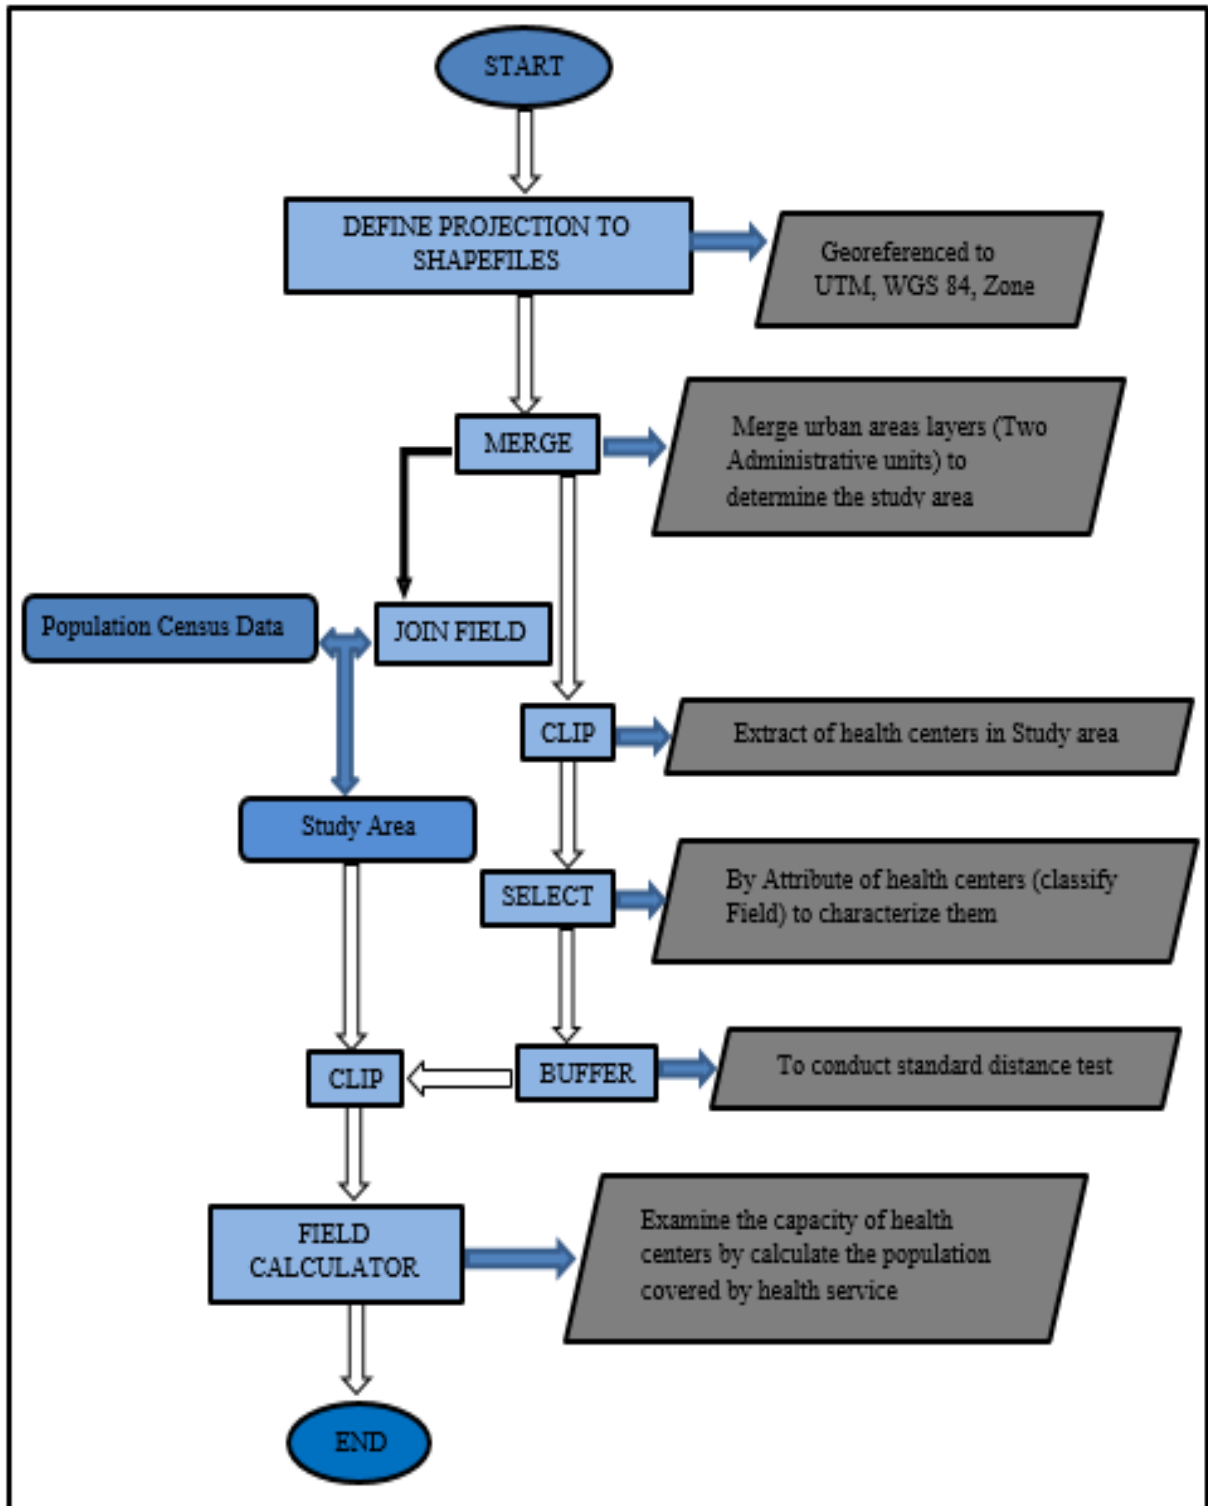 START
DEFINE PROJECTION TO
SHAPEFILES
Georeferenced to
UTM, WGS 84, Zone
MERGE
Merge urban areas layers (Two
Administrative units) to
determine the study area
Population Census Data
JOIN FIELD
CLIP
Extract of health centers in Study area
Study Area
SELECT
By Attribute of health centers (classify
Field) to characterize them
CLIP
BUFFER
To conduct standard distance test
FIELD
CALCULATOR
Examine the capacity of health
centers by calculate the population
covered by health service
END